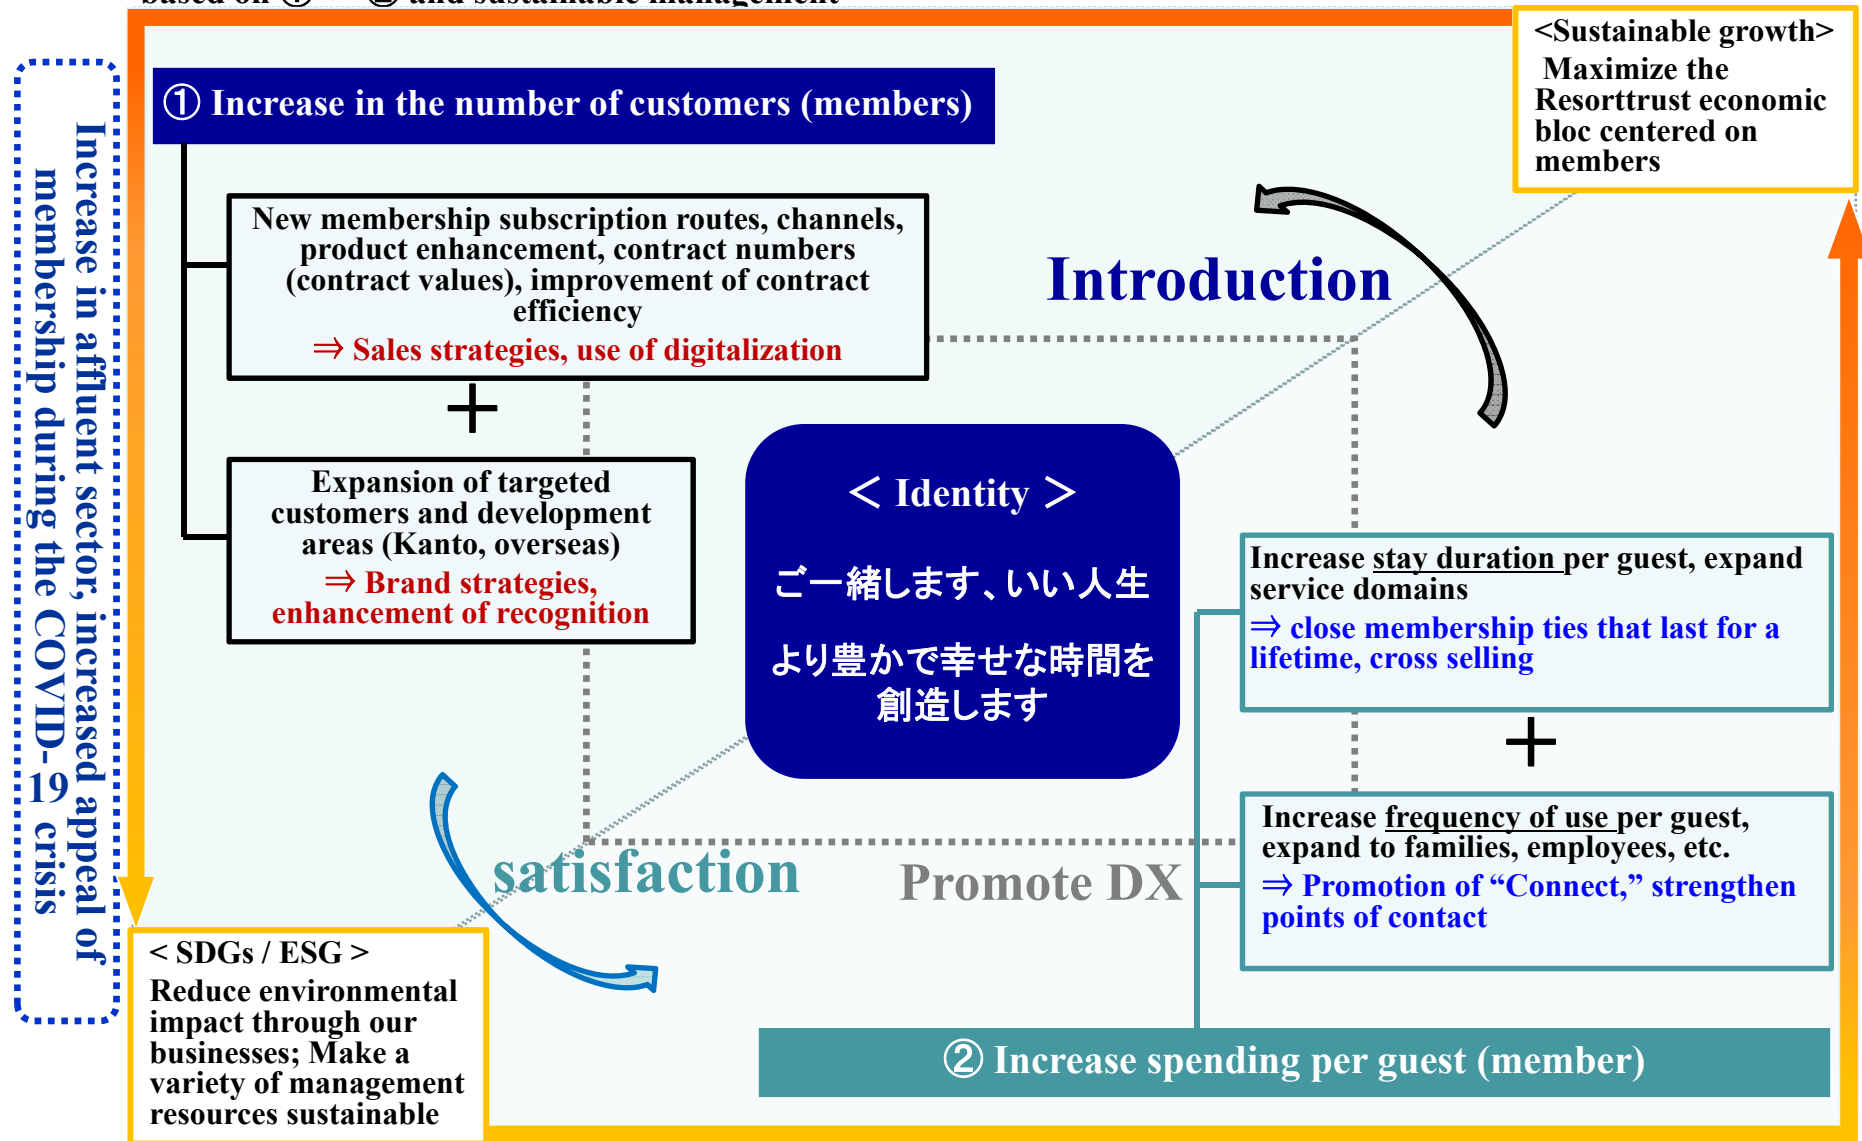 based on ① ② and sustainable management
<Sustainable growth>
Maximize the
Resorttrust economic
bloc centered on
members
① Increase in the number of customers (members)
Increase in affluent sector, increased appeal of
membership during the COVID-19 crisis
New membership subscription routes, channels,
product enhancement, contract numbers
(contract values), improvement of contract
efficiency
⇒ Sales strategies, use of digitalization
+
Expansion of targeted
customers and development
areas (Kanto, overseas)
⇒ Brand strategies,
enhancement of recognition
Introduction
＜ Identity ＞
ご一緒します、いい人生
より豊かで幸せな時間を
創造します
Increase stay duration per guest, expand
service domains
⇒ close membership ties that last for a
lifetime, cross selling
+
Increase frequency of use per guest,
expand to families, employees, etc.
⇒ Promotion of “Connect,” strengthen
points of contact
satisfaction
Promote DX
< SDGs / ESG >
Reduce environmental
impact through our
businesses; Make a
variety of management
resources sustainable
② Increase spending per guest (member)